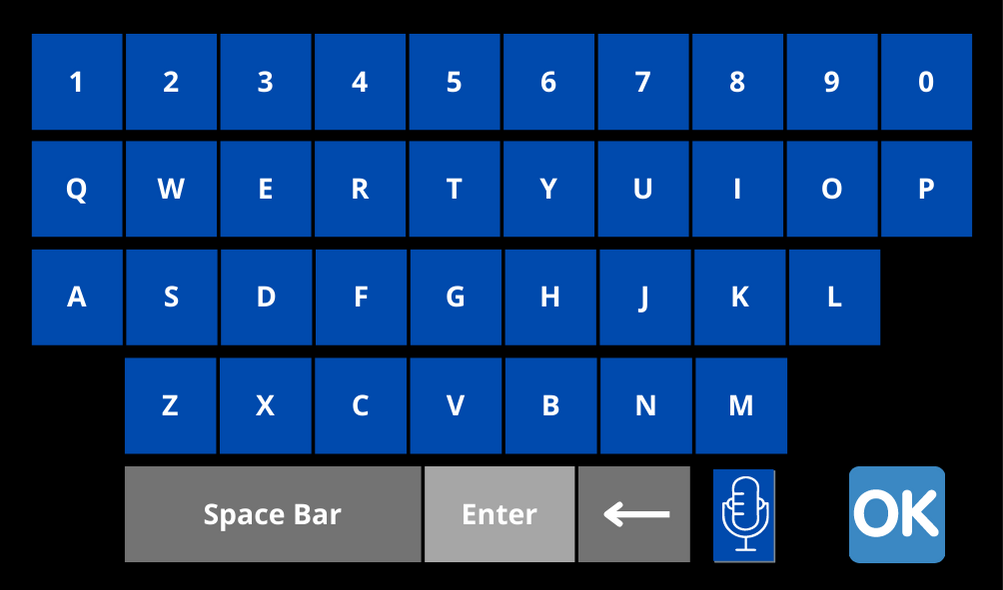 1 2 3 4 5 6 7 8 9 0
Q W E R T Y U I O P
A S D F G H J K L
Z X C V B N M
Space Bar Enter OK